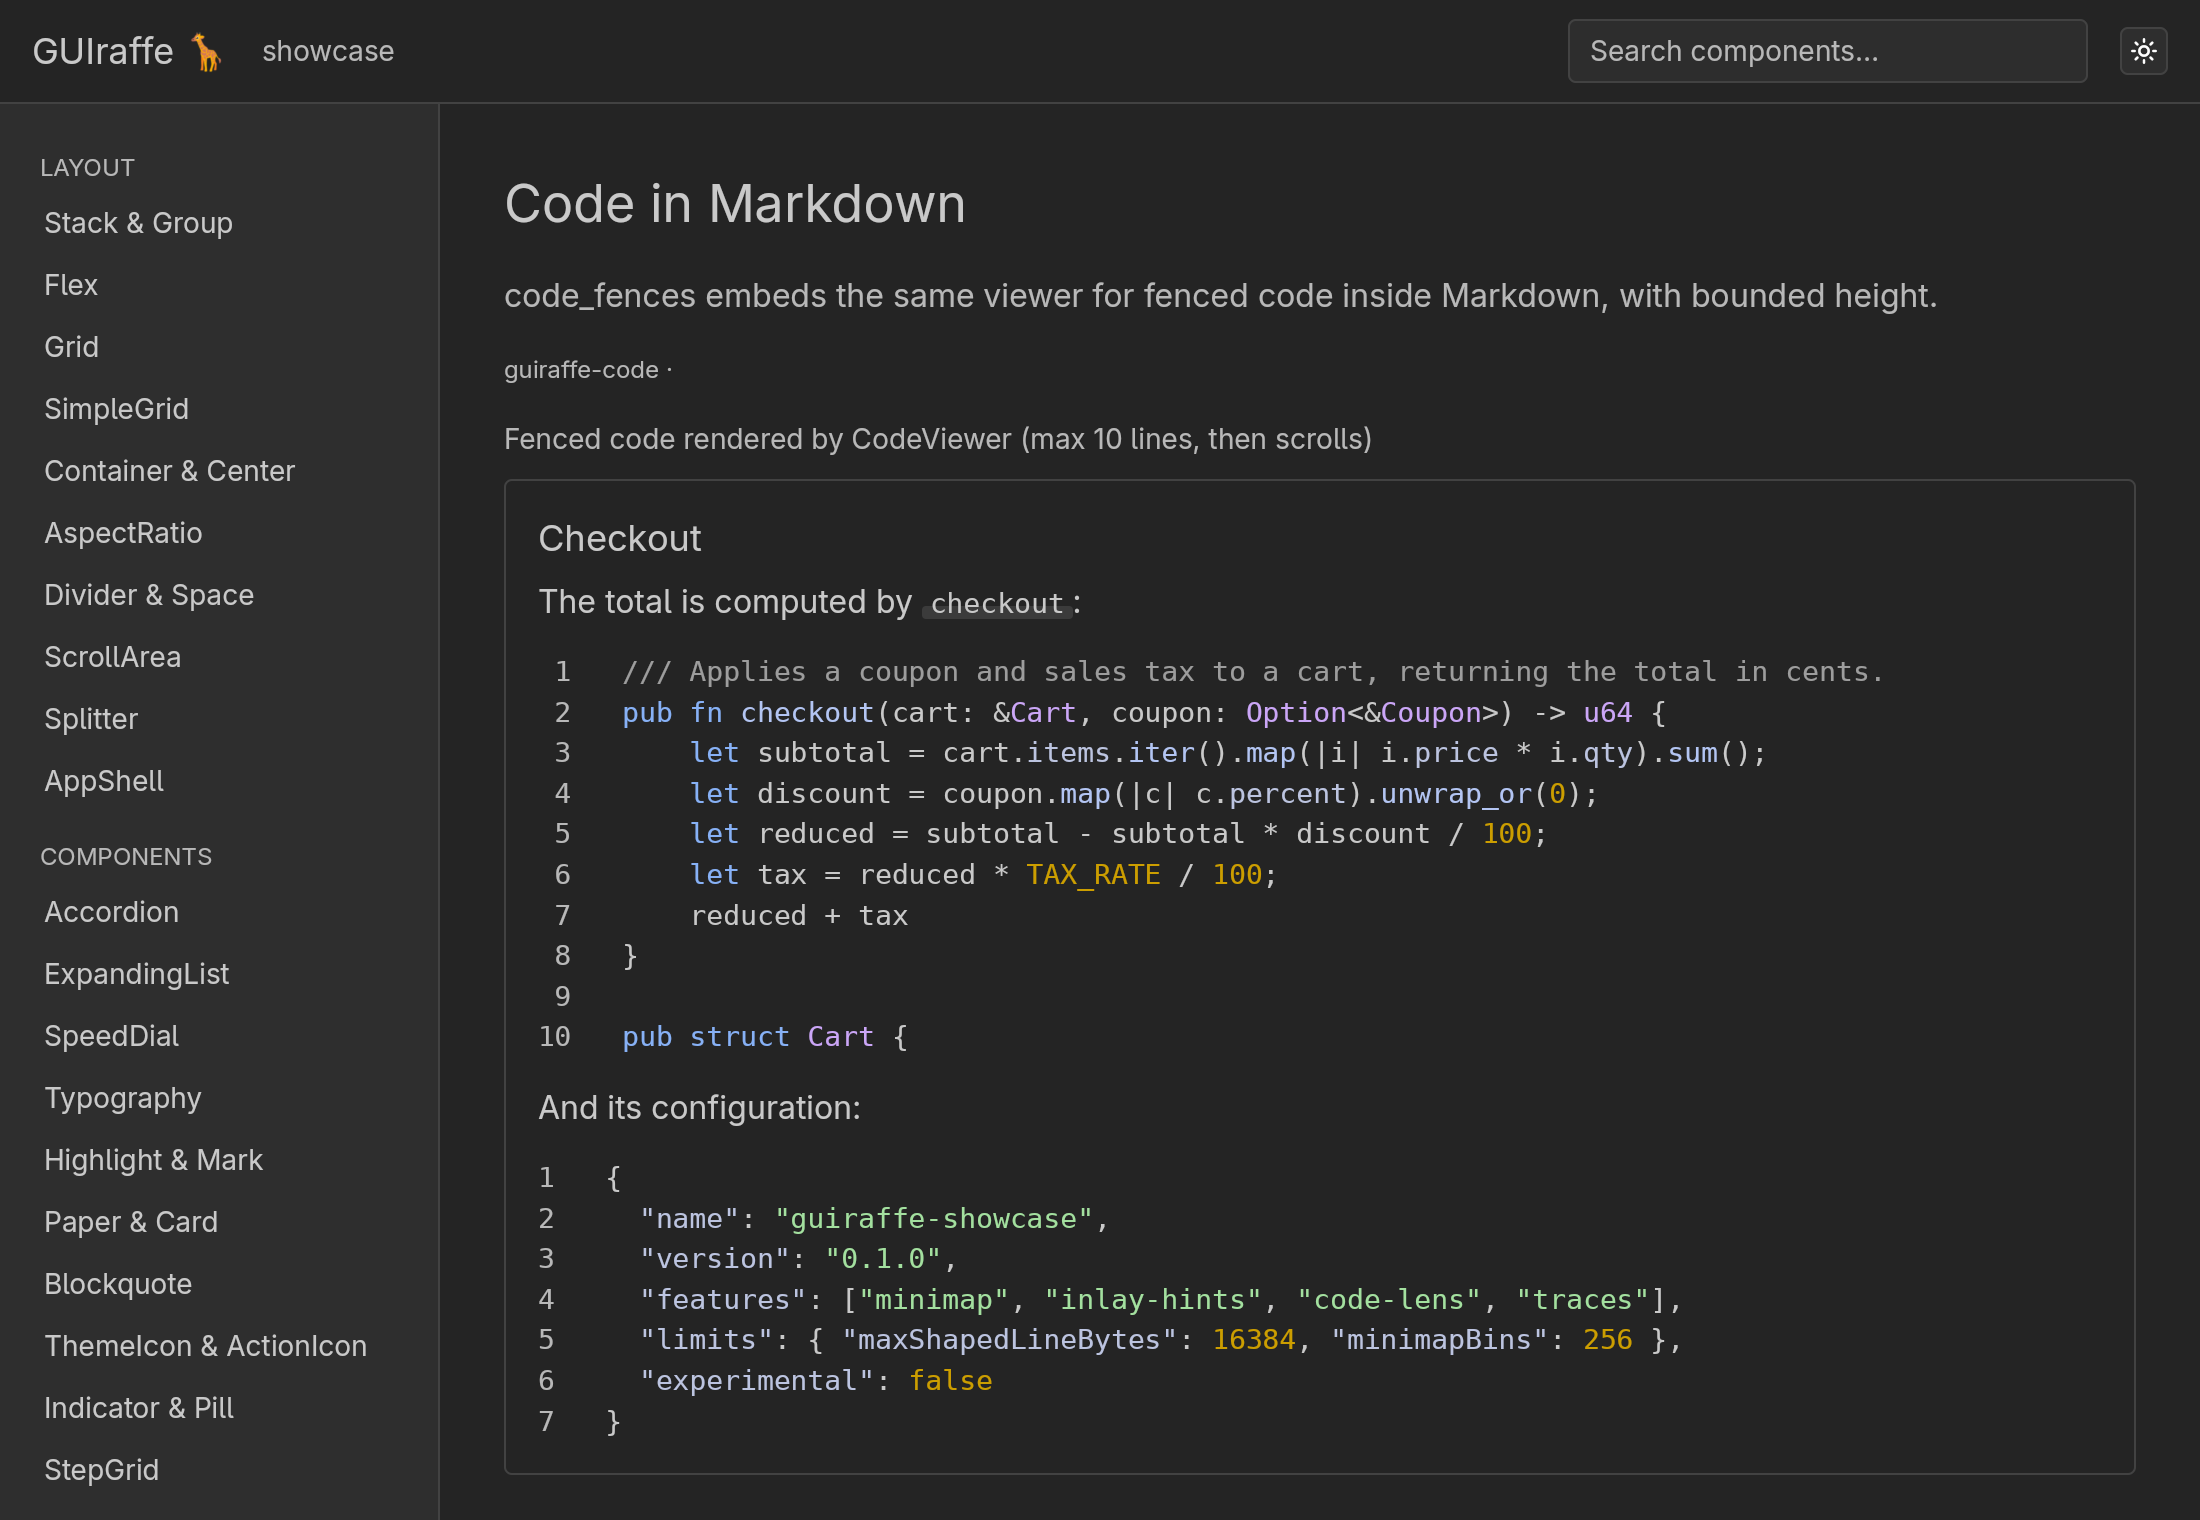 GUIraffe 🦒 showcase
Search components...
LAYOUT
Stack & Group
Flex
Grid
SimpleGrid
Container & Center
AspectRatio
Divider & Space
ScrollArea
Splitter
AppShell
COMPONENTS
Accordion
ExpandingList
SpeedDial
Typography
Highlight & Mark
Paper & Card
Blockquote
ThemeIcon & ActionIcon
Indicator & Pill
StepGrid
Code in Markdown
code_fences embeds the same viewer for fenced code inside Markdown, with bounded height.
guiraffe-code ·
Fenced code rendered by CodeViewer (max 10 lines, then scrolls)
Checkout
The total is computed by checkout:
1 /// Applies a coupon and sales tax to a cart, returning the total in cents.
2 pub fn checkout(cart: &Cart, coupon: Option<&Coupon>) -> u64 {
3     let subtotal = cart.items.iter().map(|i| i.price * i.qty).sum();
4     let discount = coupon.map(|c| c.percent).unwrap_or(0);
5     let reduced = subtotal - subtotal * discount / 100;
6     let tax = reduced * TAX_RATE / 100;
7     reduced + tax
8 }
9
10 pub struct Cart {
And its configuration:
1 {
2   "name": "guiraffe-showcase",
3   "version": "0.1.0",
4   "features": ["minimap", "inlay-hints", "code-lens", "traces"],
5   "limits": { "maxShapedLineBytes": 16384, "minimapBins": 256 },
6   "experimental": false
7 }